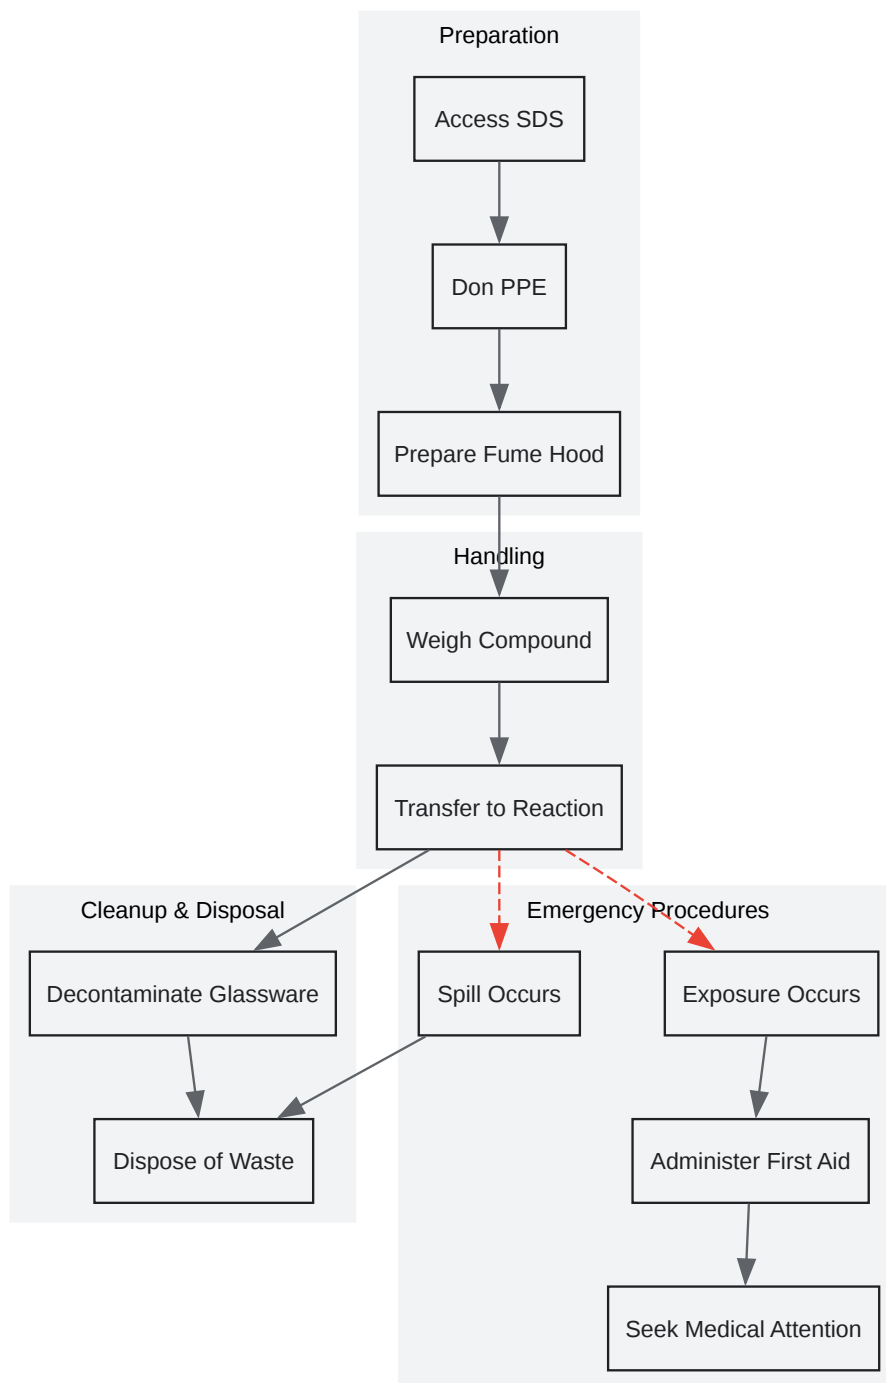 Preparation
Access SDS
Don PPE
Prepare Fume Hood
Handling
Weigh Compound
Transfer to Reaction
Cleanup & Disposal
Emergency Procedures
Decontaminate Glassware
Spill Occurs
Exposure Occurs
Dispose of Waste
Administer First Aid
Seek Medical Attention